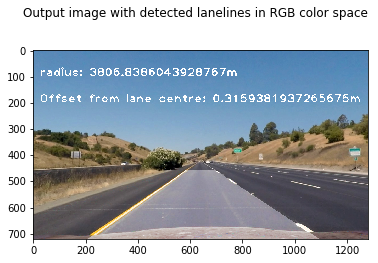 Output image with detected lanelines in RGB color space
0
100
radius: 3806.8386043928767m
200
Offset from lane centre: 0.3159381937265675m
300
400
500
600
700
0 200 400 600 800 1000 1200